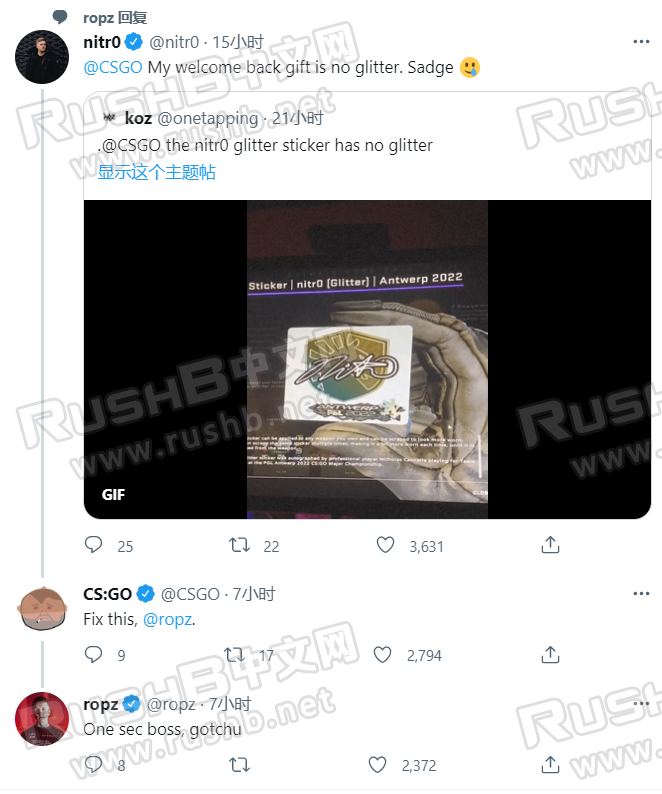 ropz 回复
nitr0 @nitr0 · 15小时
@CSGO My welcome back gift is no glitter. Sadge
koz @onetapping · 21小时
.@CSGO the nitr0 glitter sticker has no glitter
显示这个主题帖
Sticker | nitr0 (Glitter) | Antwerp 2022
ANTWERP
GIF
25 22 3,631
CS:GO @CSGO · 7小时
Fix this, @ropz.
9 17 2,794
ropz @ropz · 7小时
One sec boss, gotchu
8 2,372
RushB中文网
www.rushb.net